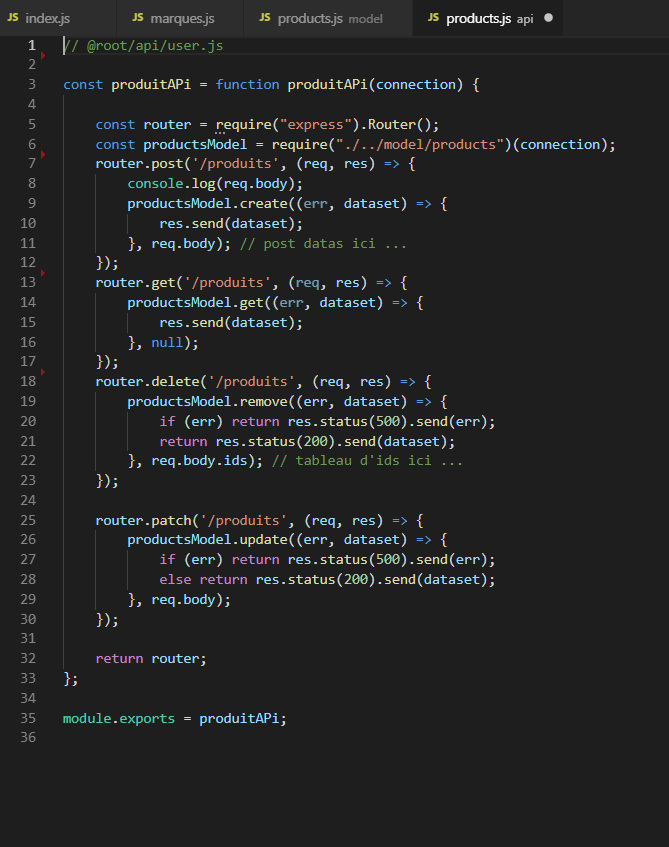 JS index.js JS marques.js JS products.js model JS products.js api
1 // @root/api/user.js
2
3 const produitAPi = function produitAPi(connection) {
4
5 const router = require("express").Router();
6 const productsModel = require("./../model/products")(connection);
7 router.post('/produits', (req, res) => {
8 console.log(req.body);
9 productsModel.create((err, dataset) => {
10 res.send(dataset);
11 }, req.body); // post datas ici ...
12 });
13 router.get('/produits', (req, res) => {
14 productsModel.get((err, dataset) => {
15 res.send(dataset);
16 }, null);
17 });
18 router.delete('/produits', (req, res) => {
19 productsModel.remove((err, dataset) => {
20 if (err) return res.status(500).send(err);
21 return res.status(200).send(dataset);
22 }, req.body.ids); // tableau d'ids ici ...
23 });
24
25 router.patch('/produits', (req, res) => {
26 productsModel.update((err, dataset) => {
27 if (err) return res.status(500).send(err);
28 else return res.status(200).send(dataset);
29 }, req.body);
30 });
31
32 return router;
33 };
34
35 module.exports = produitAPi;
36